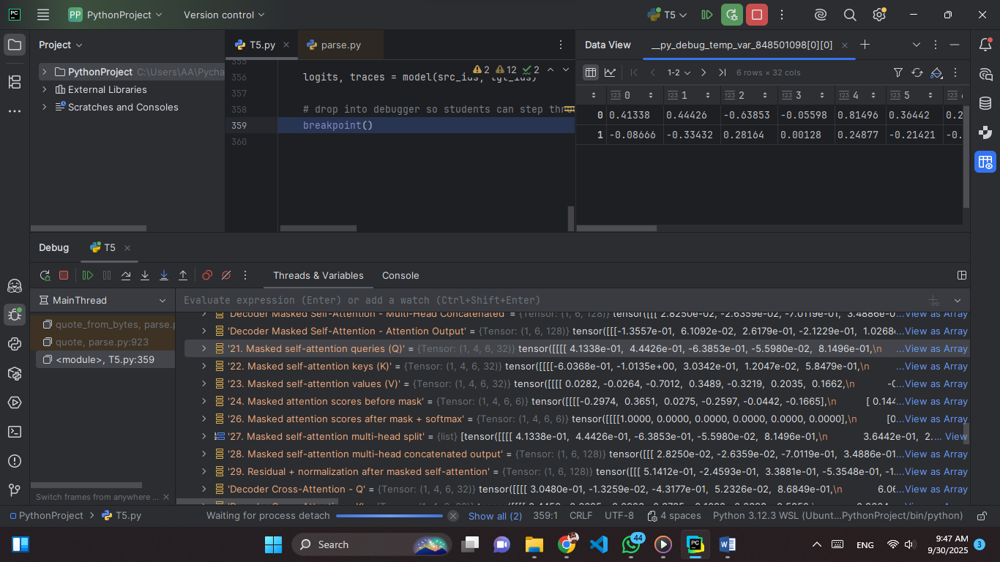 PP PythonProject Version control T5
Project
PythonProject C:\Users\AA\Pycha
External Libraries
Scratches and Consoles
T5.py parse.py
2 12 2
355
356 logits, traces = model(src_ids, tgt_ids)
357
358 # drop into debugger so students can step thro
359 breakpoint()
360
Data View __py_debug_temp_var_848501098[0][0]
1-2 6 rows × 32 cols
123 0 123 1 123 2 123 3 123 4 123 5
0 0.41338 0.44426 -0.63853 -0.05598 0.81496 0.36442 0.2
1 -0.08666 -0.33432 0.28164 0.00128 0.24877 -0.21421 -0.
Debug T5
Threads & Variables Console
MainThread
Evaluate expression (Enter) or add a watch (Ctrl+Shift+Enter)
quote_from_bytes, parse.p
quote, parse.py:923
<module>, T5.py:359
Switch frames from anywhere ...
'Decoder Masked Self-Attention - Multi-Head Concatenated' = {Tensor: (1, 6, 128)} tensor([[[ 2.8250e-02, -2.6359e-02, -7.0119e-01, 3.4886e-0...View as Array
'Decoder Masked Self-Attention - Attention Output' = {Tensor: (1, 6, 128)} tensor([[[-1.3557e-01, 6.1092e-02, 2.6179e-01, -2.1229e-01, 1.0268...View as Array
'21. Masked self-attention queries (Q)' = {Tensor: (1, 4, 6, 32)} tensor([[[[ 4.1338e-01, 4.4426e-01, -6.3853e-01, -5.5980e-02, 8.1496e-01,\n ...View as Array
'22. Masked self-attention keys (K)' = {Tensor: (1, 4, 6, 32)} tensor([[[[-6.0368e-01, -1.0135e+00, 3.0342e-01, 1.2047e-02, 5.8479e-01,\n ...View as Array
'23. Masked self-attention values (V)' = {Tensor: (1, 4, 6, 32)} tensor([[[[ 0.0282, -0.0264, -0.7012, 0.3489, -0.3219, 0.2035, 0.1662,\n -0...View as Array
'24. Masked attention scores before mask' = {Tensor: (1, 4, 6, 6)} tensor([[[[-0.2974, 0.3651, 0.0275, -0.2597, -0.0442, -0.1665],\n [ 0.144...View as Array
'26. Masked attention scores after mask + softmax' = {Tensor: (1, 4, 6, 6)} tensor([[[[1.0000, 0.0000, 0.0000, 0.0000, 0.0000, 0.0000],\n [0...View as Array
'27. Masked self-attention multi-head split' = {list} [tensor([[[[ 4.1338e-01, 4.4426e-01, -6.3853e-01, -5.5980e-02, 8.1496e-01,\n 3.6442e-01, 2.... View
'28. Masked self-attention multi-head concatenated output' = {Tensor: (1, 6, 128)} tensor([[[ 2.8250e-02, -2.6359e-02, -7.0119e-01, 3.4886e-01...View as Array
'29. Residual + normalization after masked self-attention' = {Tensor: (1, 6, 128)} tensor([[[ 5.1412e-01, -2.4593e-01, 3.3881e-01, -5.3548e-01, -1...View as Array
'Decoder Cross-Attention - Q' = {Tensor: (1, 4, 6, 32)} tensor([[[[ 3.0480e-01, -1.3259e-02, -4.3177e-01, 5.2326e-02, 8.6849e-01,\n 6.06...View as Array
PythonProject T5.py
Waiting for process detach Show all (2) 359:1 CRLF UTF-8 4 spaces Python 3.12.3 WSL (Ubunt...PythonProject/bin/python)
Search
44
ENG
9:47 AM
9/30/2025
3